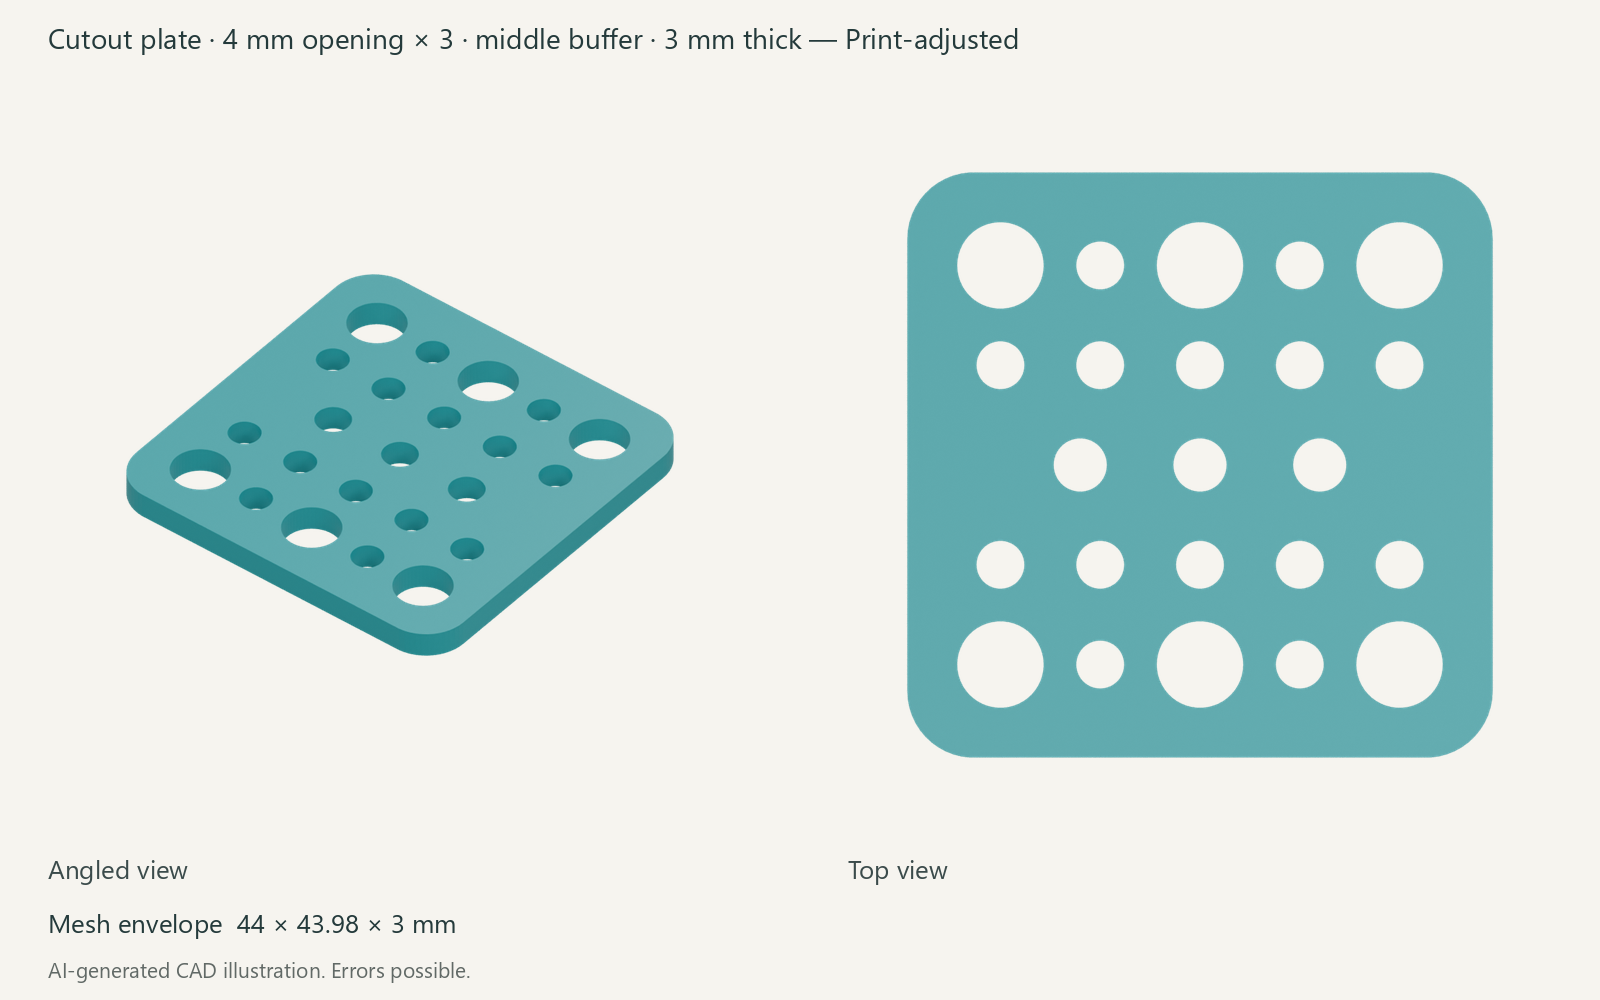 Cutout plate · 4 mm opening × 3 · middle buffer · 3 mm thick — Print-adjusted
Angled view
Top view
Mesh envelope 44 × 43.98 × 3 mm
AI-generated CAD illustration. Errors possible.